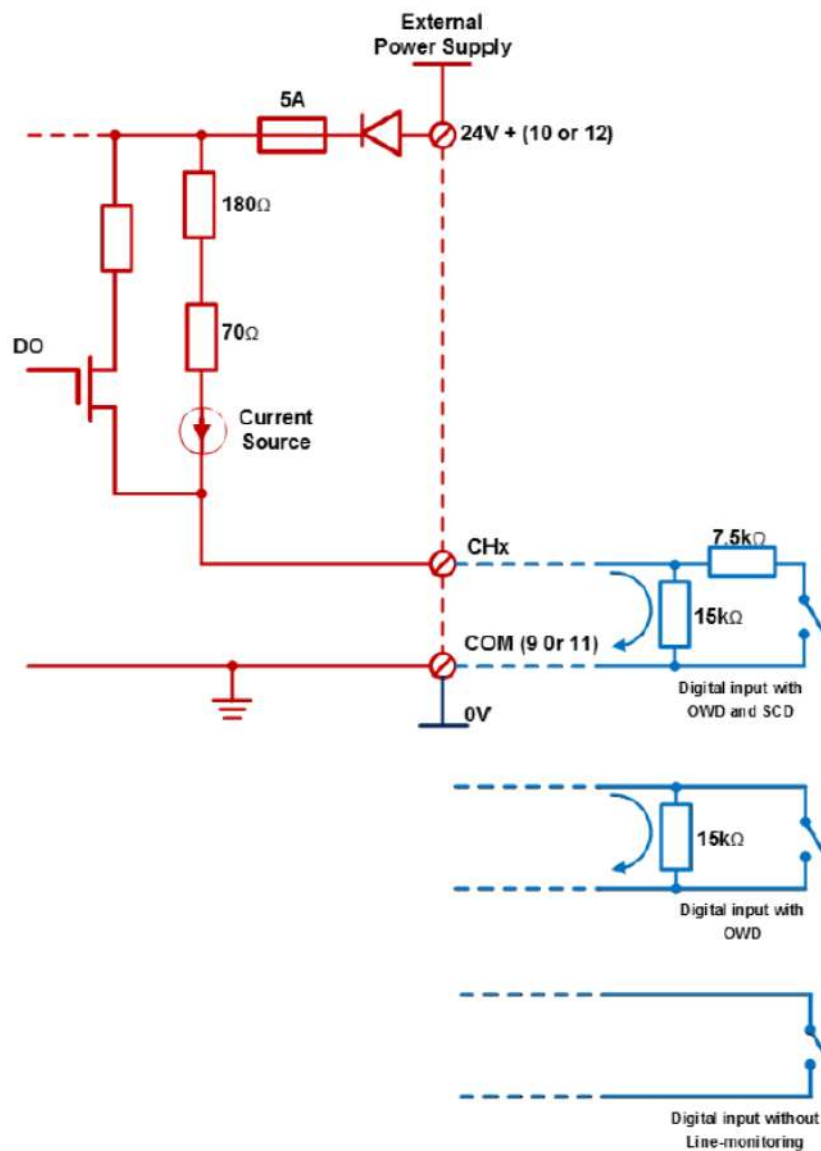 External
Power Supply
5A
24V + (10 or 12)
180Ω
70Ω
DO
Current
Source
CHx
7.5kΩ
15kΩ
COM (9 0r 11)
Digital input with
OWD and SCD
0V
15kΩ
Digital input with
OWD
Digital input without
Line-monitoring